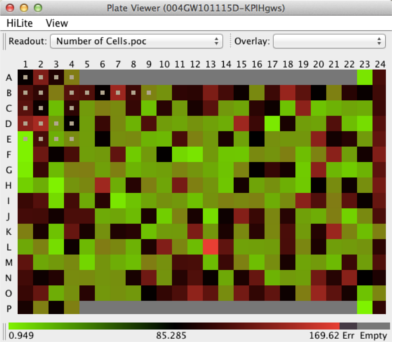 Plate Viewer (004GW101115D-KPIHgws)
HiLite View
Readout: Number of Cells.poc Overlay:
1 2 3 4 5 6 7 8 9 10 11 12 13 14 15 16 17 18 19 20 21 22 23 24
A
B
C
D
E
F
G
H
I
J
K
L
M
N
O
P
0.949 85.285 169.62 Err Empty